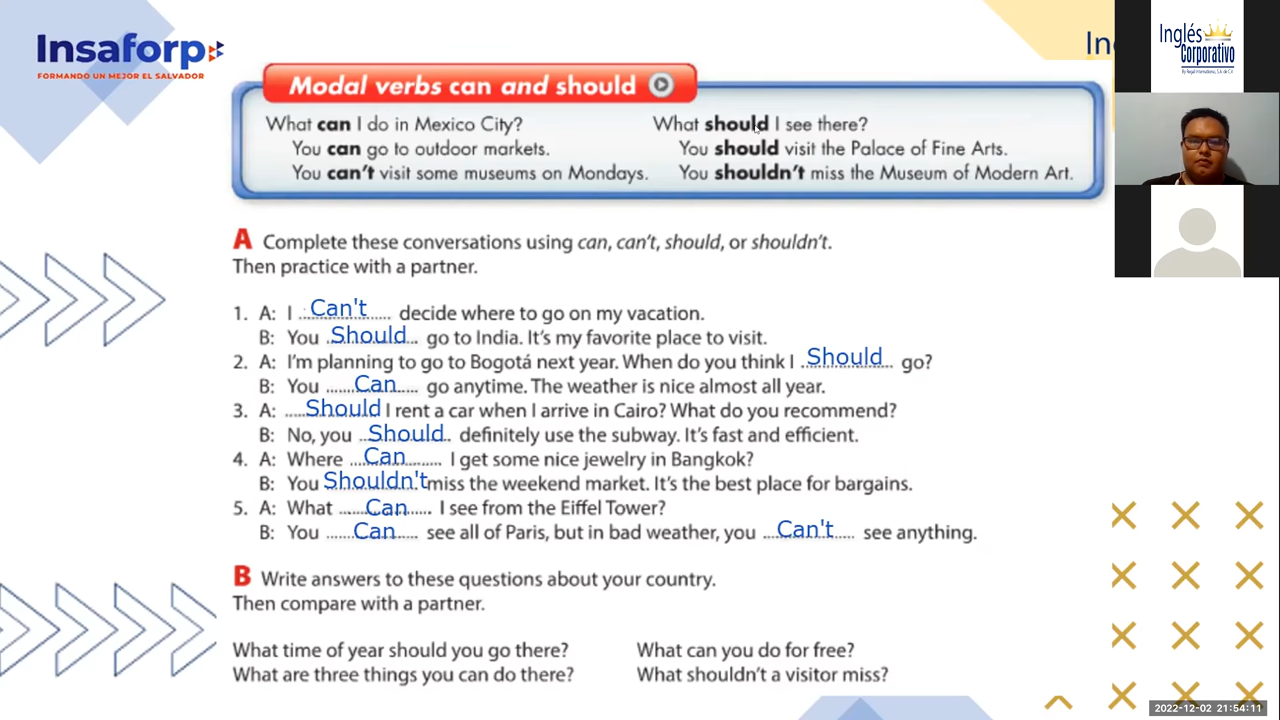 Insaforp
FORMANDO UN MEJOR EL SALVADOR
Inglés
Corporativo
By Regal International, S.A. de C.V.
Modal verbs can and should
What can I do in Mexico City?
You can go to outdoor markets.
You can't visit some museums on Mondays.
What should I see there?
You should visit the Palace of Fine Arts.
You shouldn't miss the Museum of Modern Art.
A Complete these conversations using can, can't, should, or shouldn't.
Then practice with a partner.
1. A: I Can't decide where to go on my vacation.
B: You Should go to India. It's my favorite place to visit.
2. A: I'm planning to go to Bogotá next year. When do you think I Should go?
B: You Can go anytime. The weather is nice almost all year.
3. A: Should I rent a car when I arrive in Cairo? What do you recommend?
B: No, you Should definitely use the subway. It's fast and efficient.
4. A: Where Can I get some nice jewelry in Bangkok?
B: You Shouldn't miss the weekend market. It's the best place for bargains.
5. A: What Can I see from the Eiffel Tower?
B: You Can see all of Paris, but in bad weather, you Can't see anything.
B Write answers to these questions about your country.
Then compare with a partner.
What time of year should you go there?
What are three things you can do there?
What can you do for free?
What shouldn't a visitor miss?
2022-12-02 21:54:11